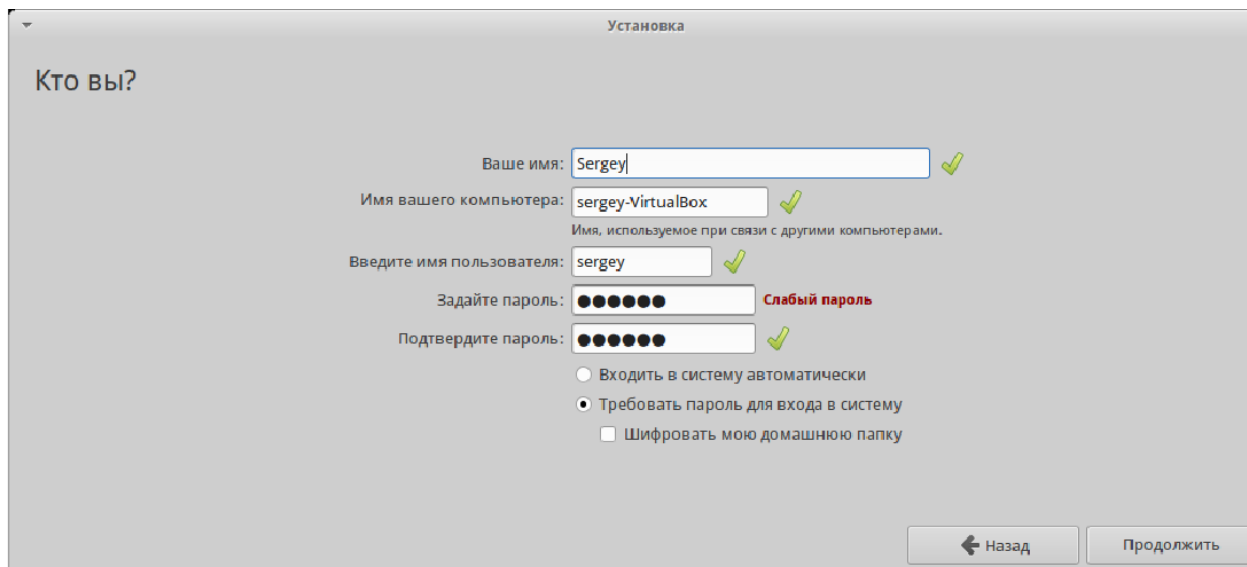 Установка
Кто вы?
Ваше имя: Sergey
Имя вашего компьютера: sergey-VirtualBox
Имя, используемое при связи с другими компьютерами.
Введите имя пользователя: sergey
Задайте пароль: ●●●●●● Слабый пароль
Подтвердите пароль: ●●●●●●
Входить в систему автоматически
Требовать пароль для входа в систему
Шифровать мою домашнюю папку
Назад Продолжить